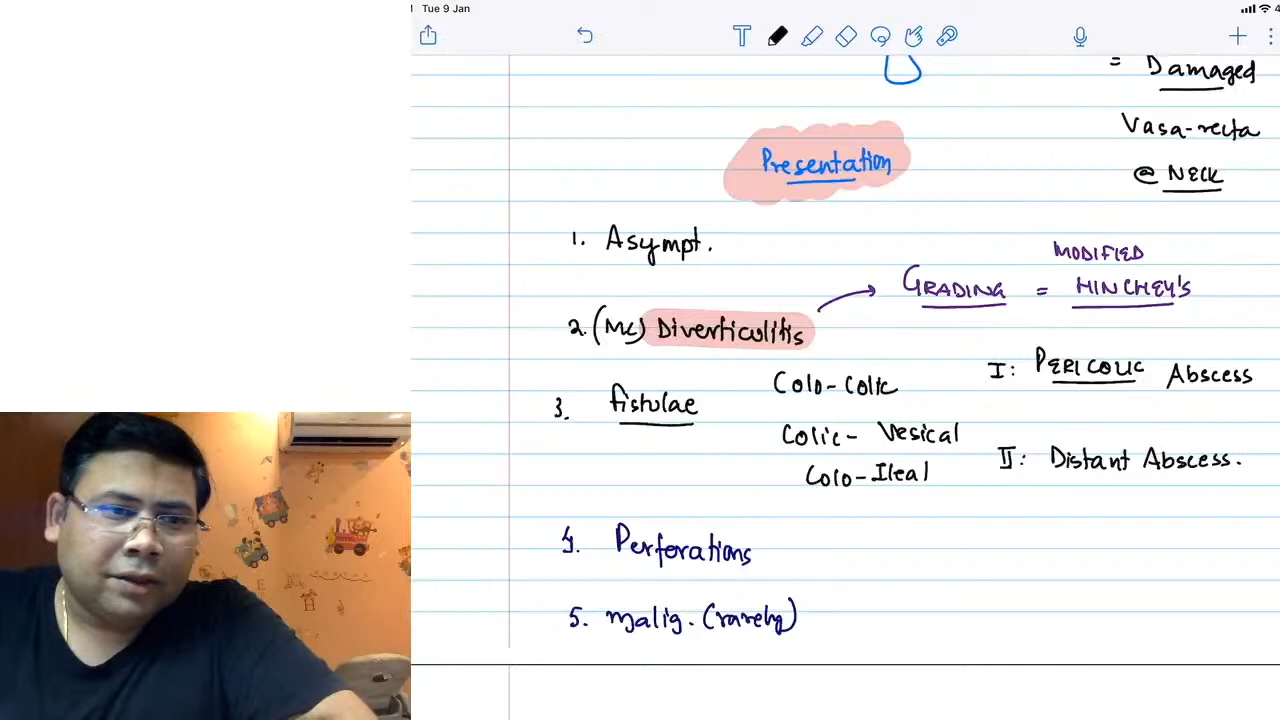 Tue 9 Jan
= Damaged
Vasa-recta
@ NECK
Presentation
1. Asympt.
2. (MC) Diverticulitis
GRADING = MODIFIED HINCHEY'S
3. fistulae
Colo-Colic
Colic- Vesical
Colo-Ileal
I: PERICOLIC Abscess
II: Distant Abscess.
4. Perforations
5. Malig. (rarely)